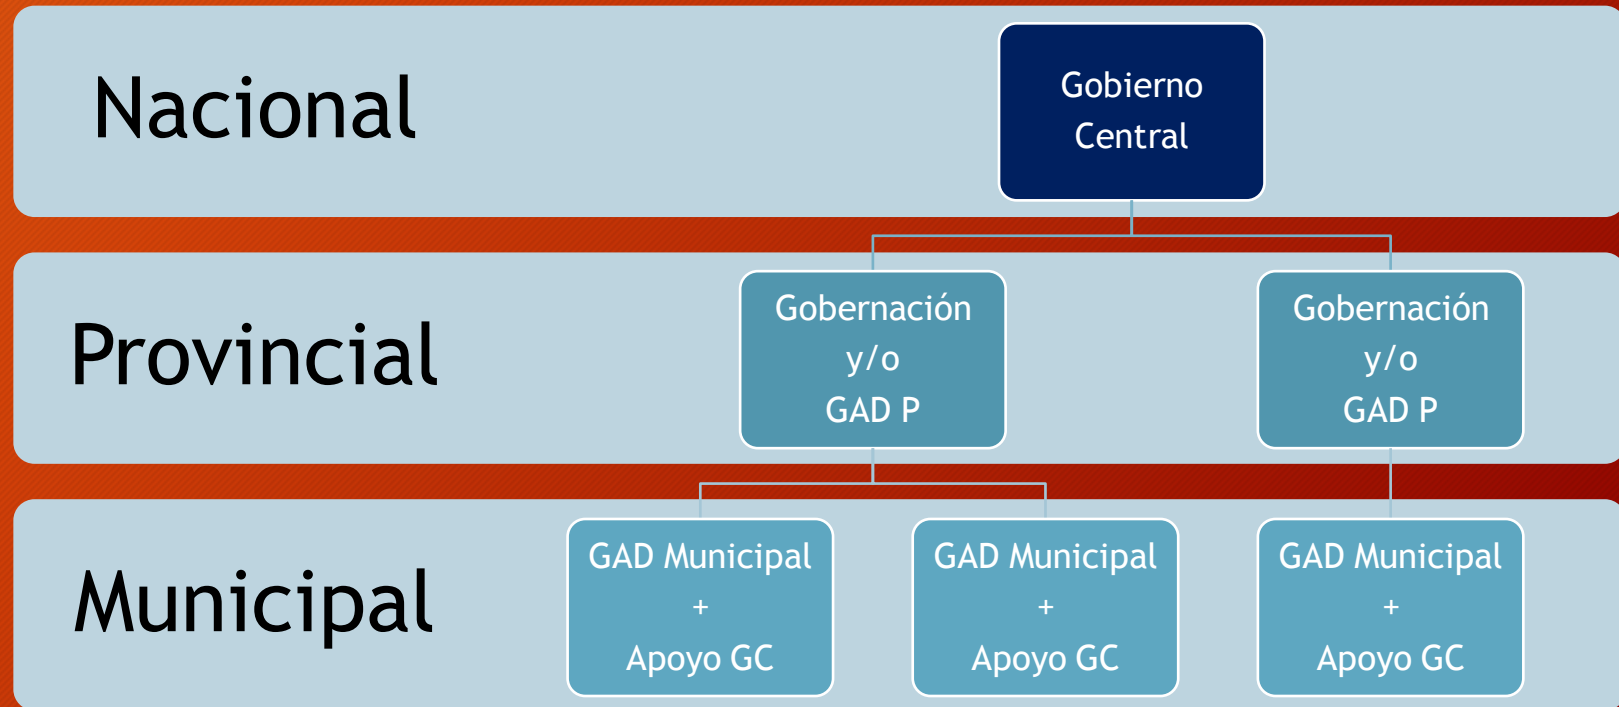 Nacional
Gobierno
Central
Provincial
Gobernación
y/o
GAD P
Gobernación
y/o
GAD P
Municipal
GAD Municipal
+
Apoyo GC
GAD Municipal
+
Apoyo GC
GAD Municipal
+
Apoyo GC